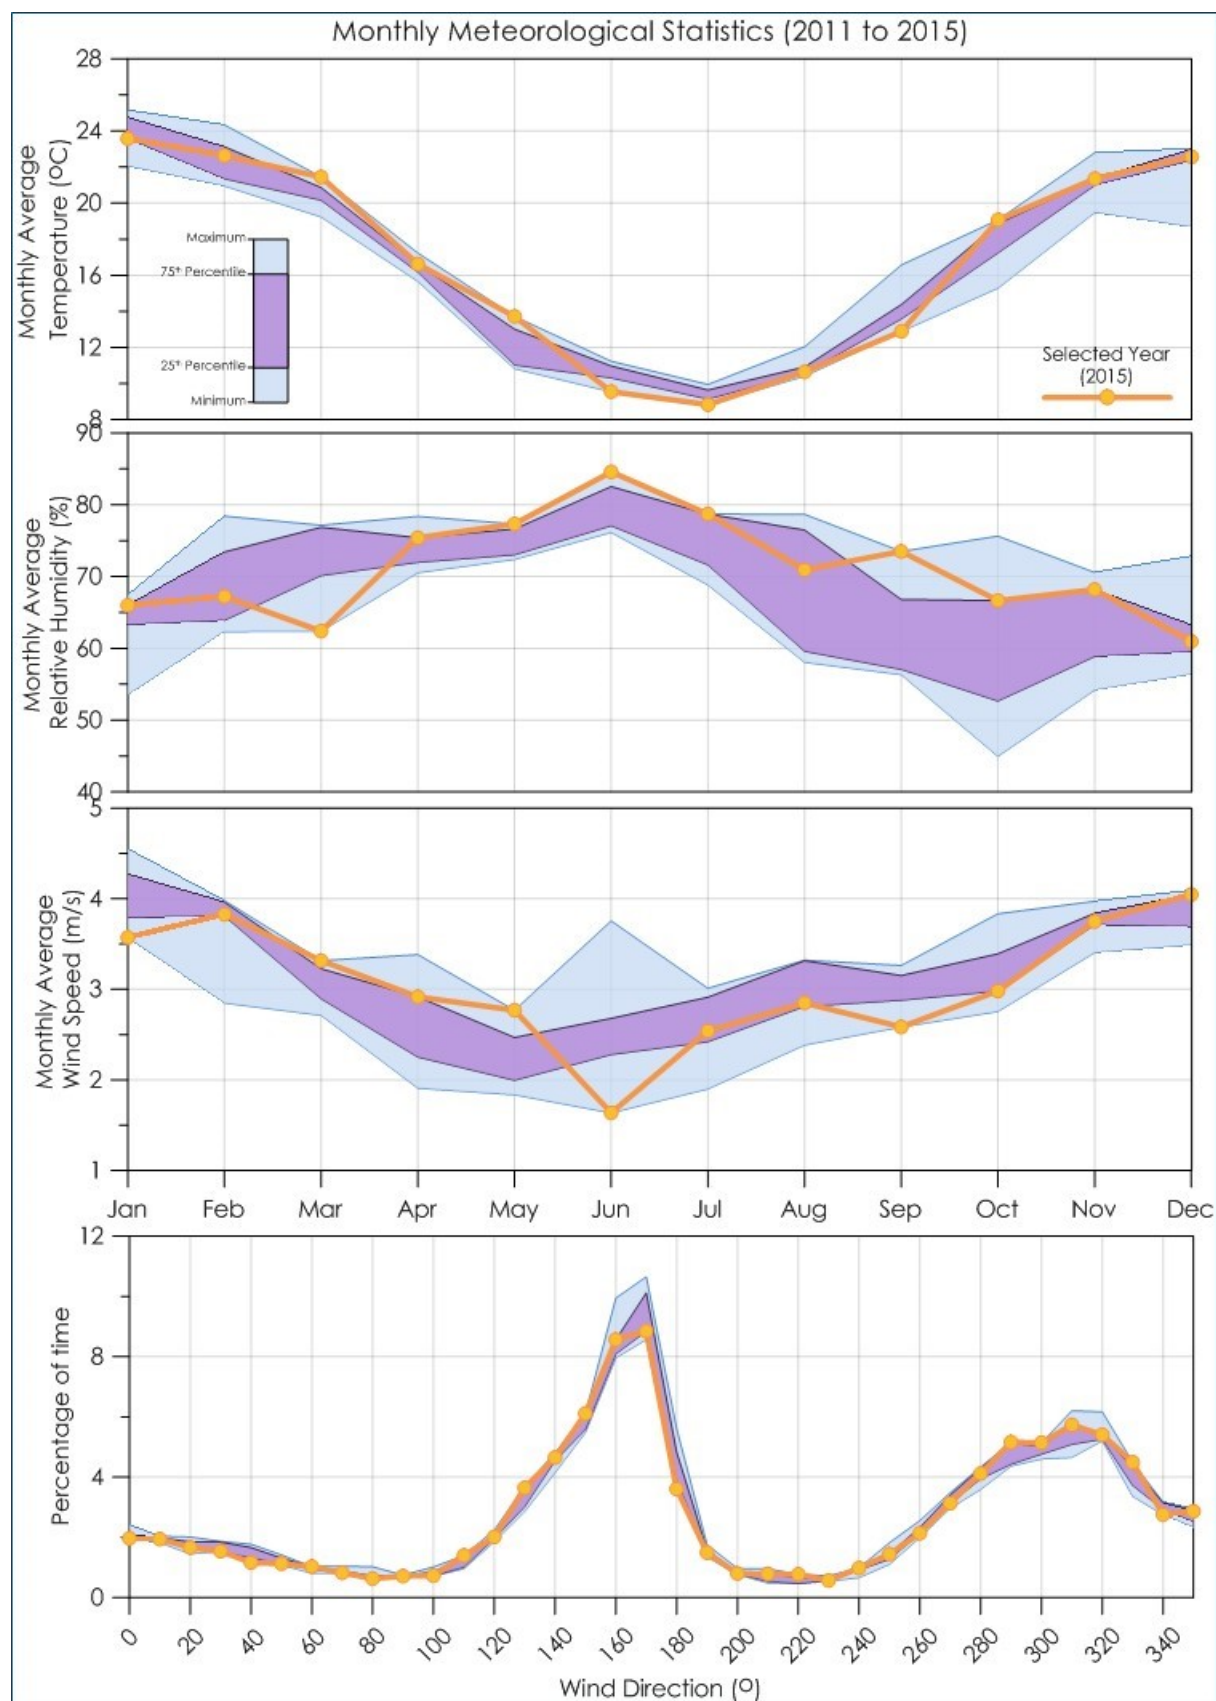 Monthly Meteorological Statistics (2011 to 2015)
Monthly Average
Temperature (ºC)
28
24
20
16
12
8
Maximum
75th Percentile
25th Percentile
Minimum
Selected Year
(2015)
Monthly Average
Relative Humidity (%)
90
80
70
60
50
40
Monthly Average
Wind Speed (m/s)
5
4
3
2
1
Jan Feb Mar Apr May Jun Jul Aug Sep Oct Nov Dec
Percentage of time
12
8
4
0
0 20 40 60 80 100 120 140 160 180 200 220 240 260 280 300 320 340
Wind Direction (º)